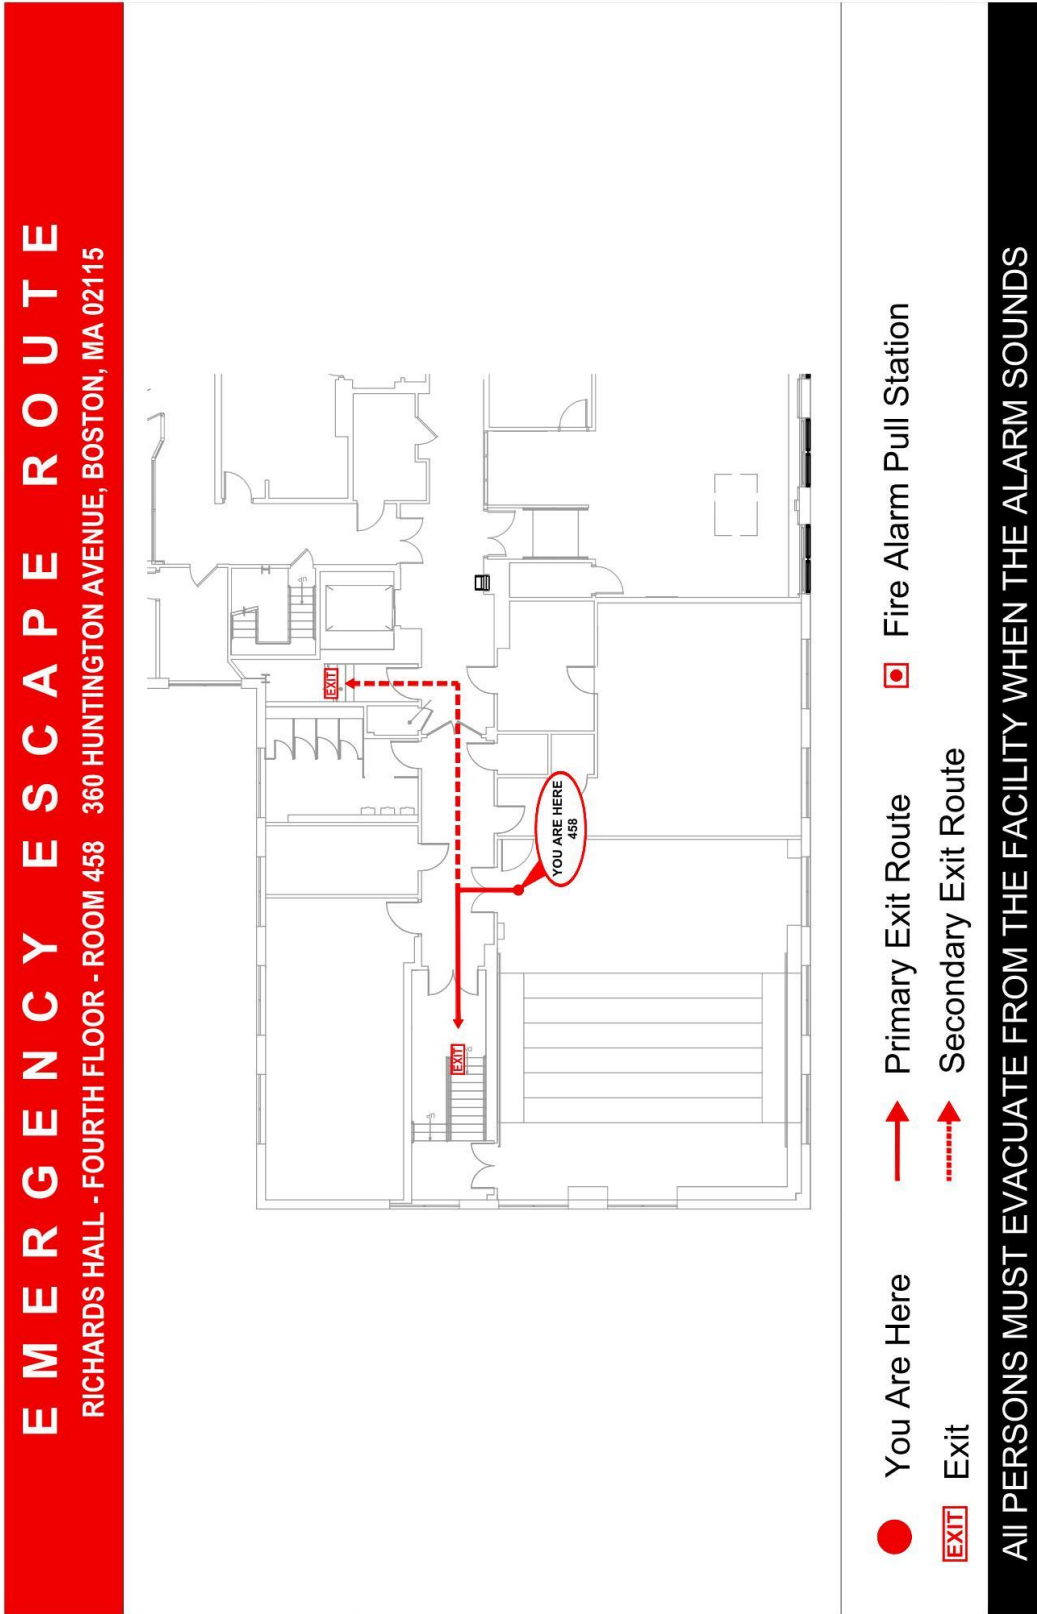 EMERGENCY ESCAPE ROUTE
RICHARDS HALL - FOURTH FLOOR - ROOM 458 360 HUNTINGTON AVENUE, BOSTON, MA 02115
EXIT
EXIT
YOU ARE HERE
458
You Are Here
Primary Exit Route
Fire Alarm Pull Station
EXIT Exit
Secondary Exit Route
All PERSONS MUST EVACUATE FROM THE FACILITY WHEN THE ALARM SOUNDS